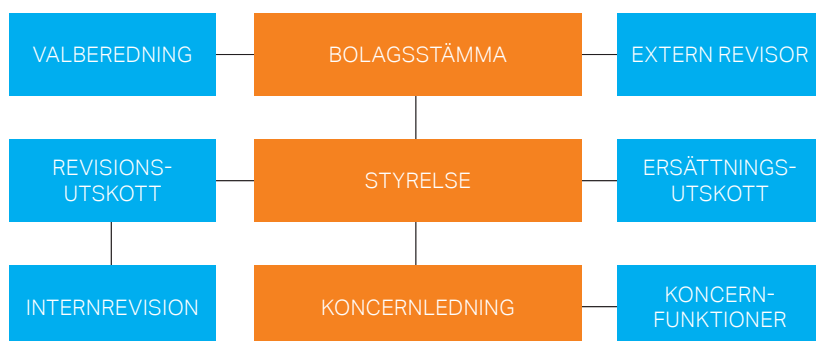 VALBEREDNING
BOLAGSSTÄMMA
EXTERN REVISOR
REVISIONS-
UTSKOTT
STYRELSE
ERSÄTTNINGS-
UTSKOTT
INTERNREVISION
KONCERNLEDNING
KONCERN-
FUNKTIONER